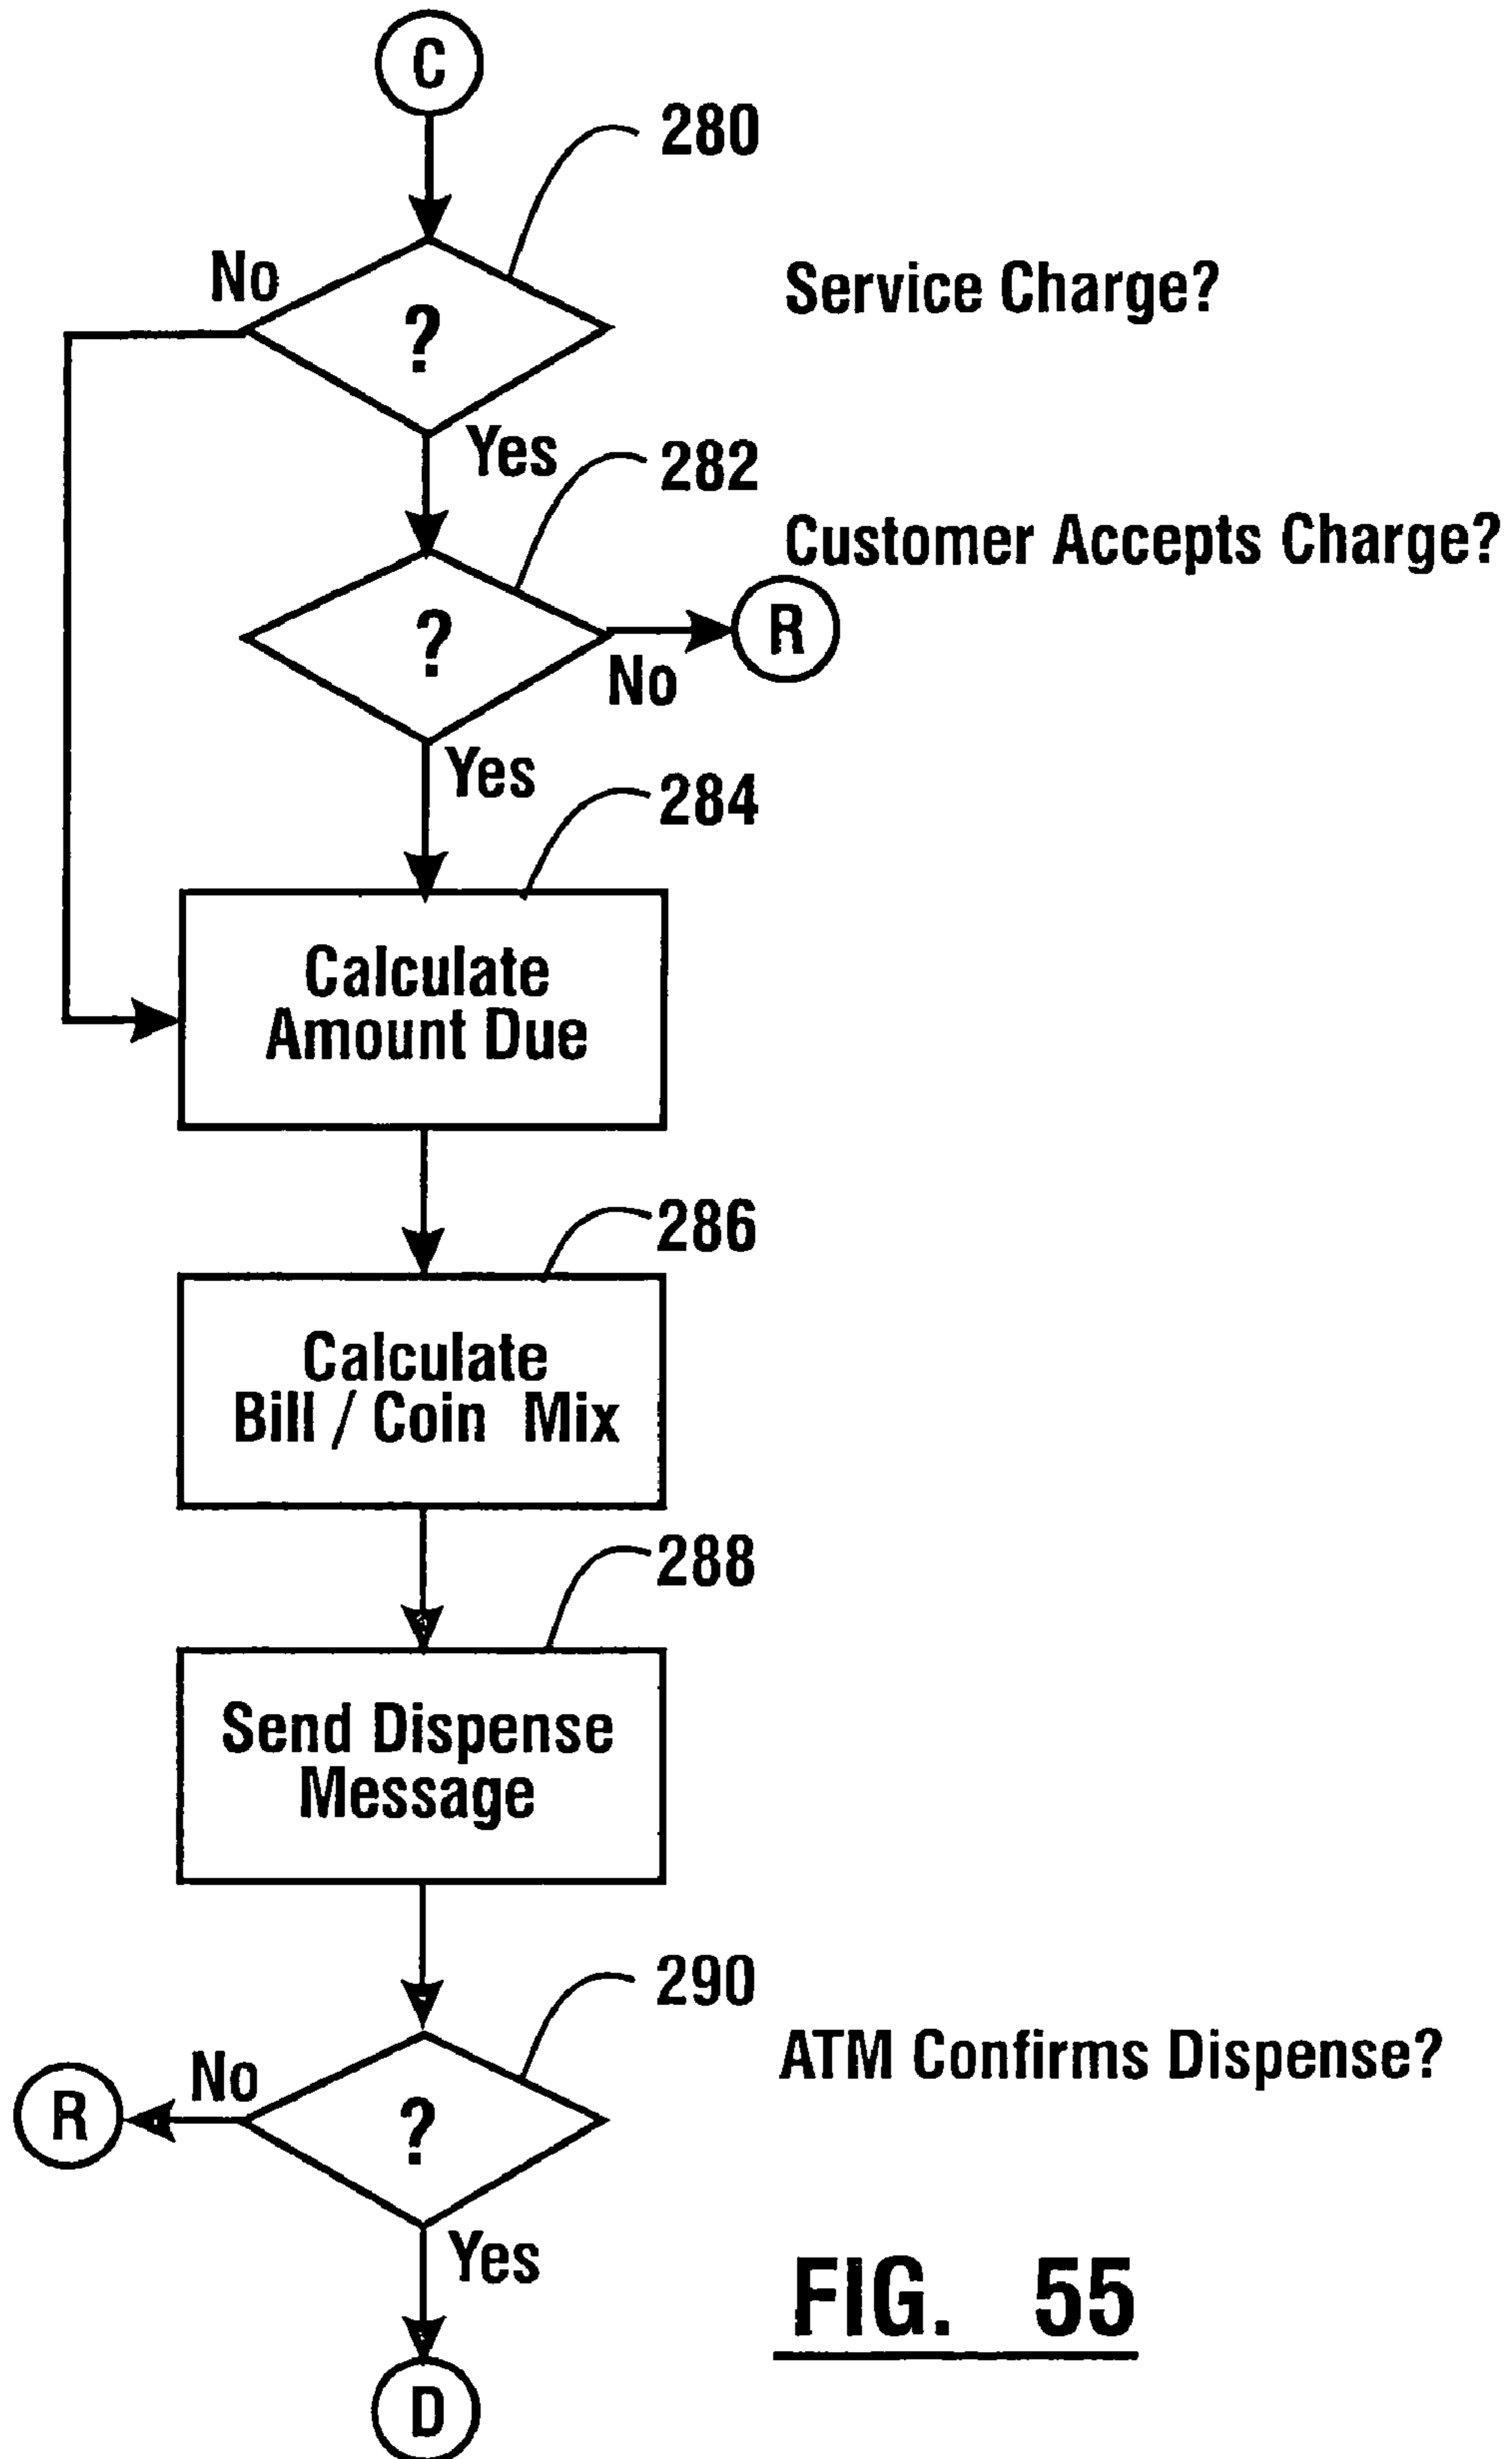 C
280
No
Service Charge?
?
Yes
282
Customer Accepts Charge?
?
R
No
Yes
284
Calculate
Amount Due
286
Calculate
Bill / Coin Mix
288
Send Dispense
Message
290
ATM Confirms Dispense?
No
R
?
Yes
FIG. 55
D